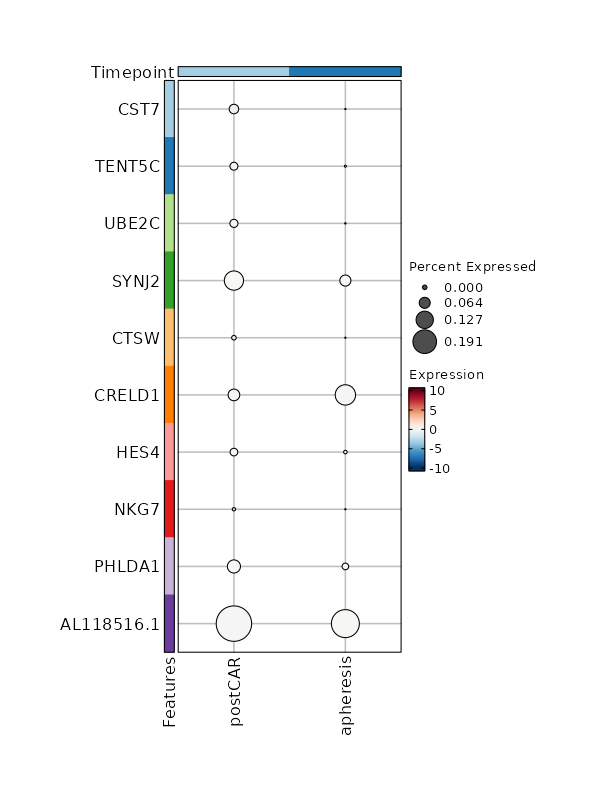 Timepoint
CST7
TENT5C
UBE2C
SYNJ2
CTSW
CRELD1
HES4
NKG7
PHLDA1
AL118516.1
Features
postCAR
apheresis
Percent Expressed
0.000
0.064
0.127
0.191
Expression
10
5
0
-5
-10